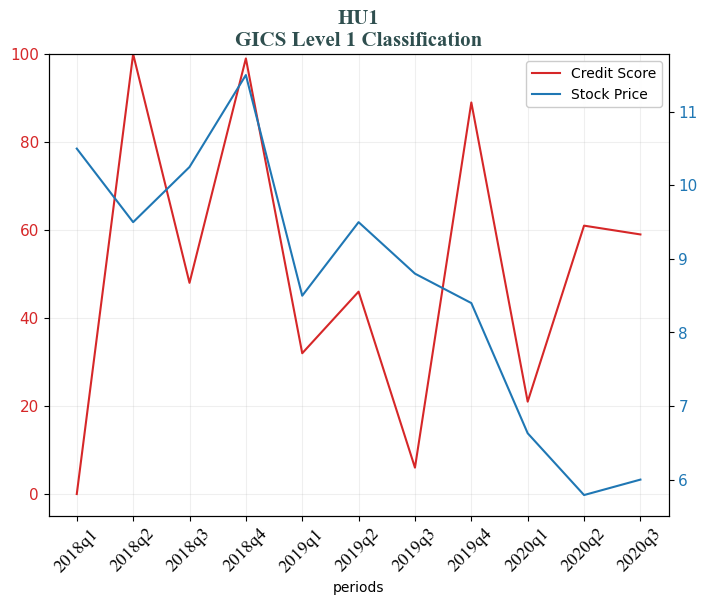 HU1
GICS Level 1 Classification
Credit Score
Stock Price
100
80
60
40
20
0
11
10
9
8
7
6
2018q1
2018q2
2018q3
2018q4
2019q1
2019q2
2019q3
2019q4
2020q1
2020q2
2020q3
periods